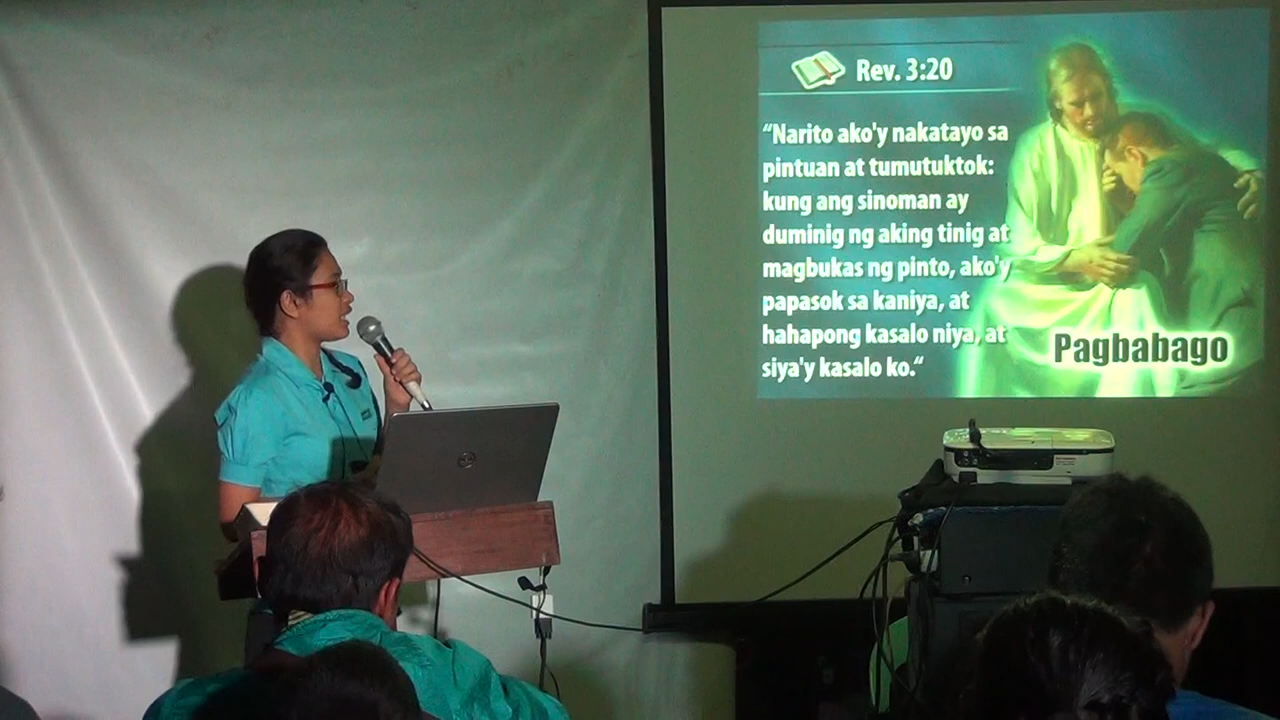 Rev. 3:20
“Narito ako'y nakatayo sa
pintuan at tumutuktok:
kung ang sinoman ay
duminig ng aking tinig at
magbukas ng pinto, ako'y
papasok sa kaniya, at
hahapong kasalo niya, at
siya'y kasalo ko.“
Pagbabago
DELL